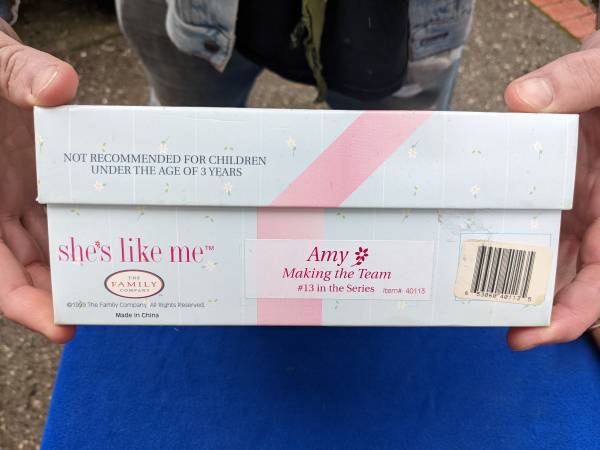 NOT RECOMMENDED FOR CHILDREN
UNDER THE AGE OF 3 YEARS
she's like me™
THE
FAMILY
COMPANY
The Family Company. All Rights Reserved.
Made in China
Amy
Making the Team
#13 in the Series Item#: 40113